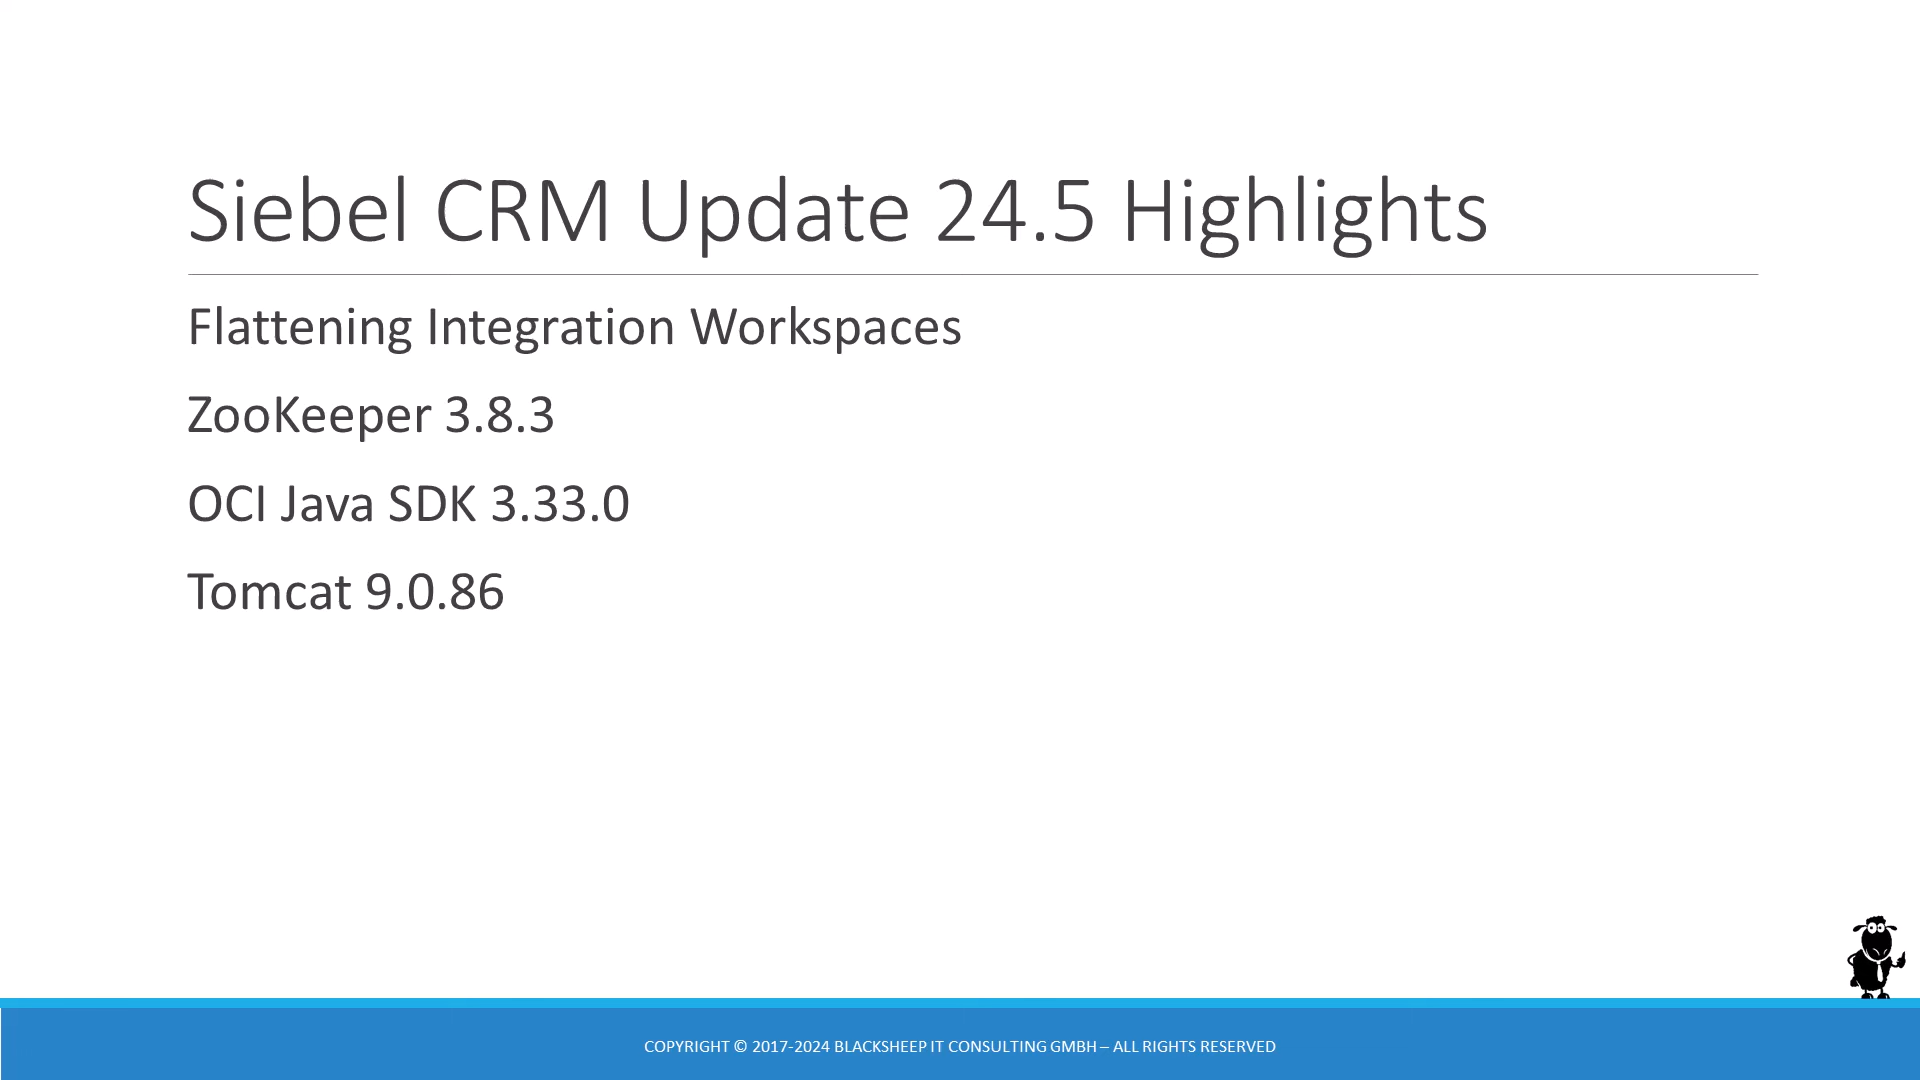 Siebel CRM Update 24.5 Highlights
Flattening Integration Workspaces
ZooKeeper 3.8.3
OCI Java SDK 3.33.0
Tomcat 9.0.86
COPYRIGHT © 2017-2024 BLACKSHEEP IT CONSULTING GMBH – ALL RIGHTS RESERVED